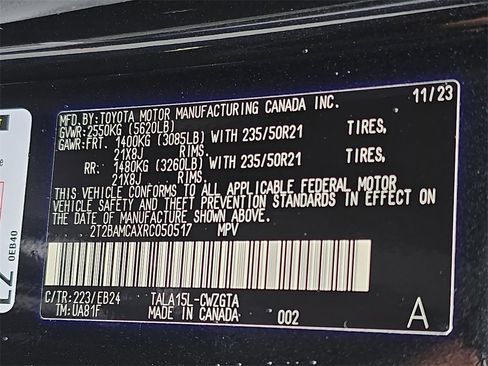 MFD. BY: TOYOTA MOTOR MANUFACTURING CANADA INC. 11/23
GVWR: 2550KG (5620LB)
GAWR: FRT. 1400KG (3085LB) WITH 235/50R21 TIRES,
21X8J RIMS.
RR: 1480KG (3260LB) WITH 235/50R21 TIRES,
21X8J RIMS.
THIS VEHICLE CONFORMS TO ALL APPLICABLE FEDERAL MOTOR
VEHICLE SAFETY AND THEFT PREVENTION STANDARDS IN EFFECT ON
THE DATE OF MANUFACTURE SHOWN ABOVE.
2T2BAMCAXRC050517 MPV
C/TR: 223/EB24 TALA15L-CWZGTA
TM: UA81F MADE IN CANADA 002 A
0EB40